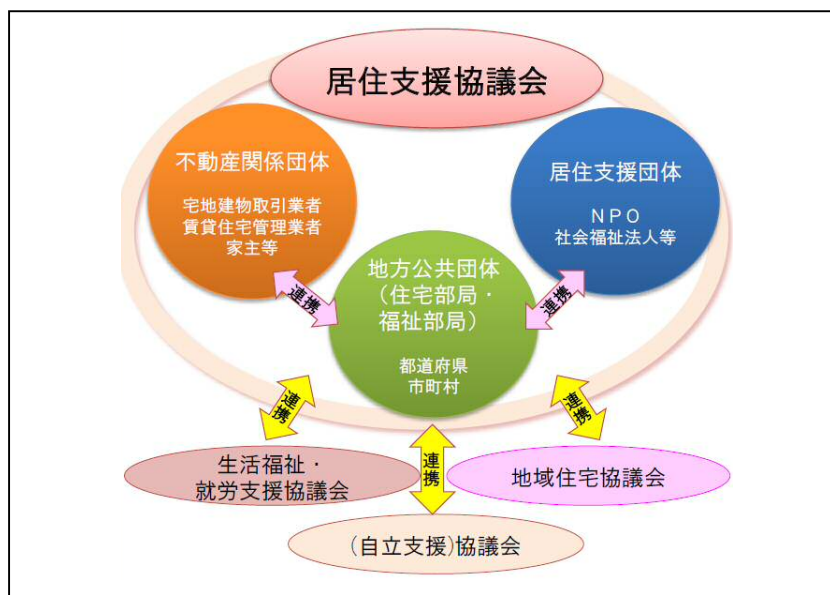 居住支援協議会
不動産関係団体
宅地建物取引業者
賃貸住宅管理業者
家主等
居住支援団体
ＮＰＯ
社会福祉法人等
地方公共団体
（住宅部局・
福祉部局）
都道府県
市町村
連携
連携
連携
連携
連携
生活福祉・
就労支援協議会
地域住宅協議会
(自立支援)協議会